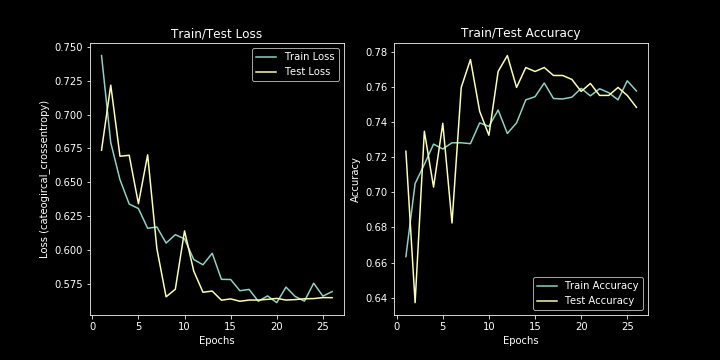 Train/Test Loss
Train Loss
Test Loss
0.750
0.725
0.700
0.675
0.650
0.625
0.600
0.575
Loss (cateogircal_crossentropy)
0 5 10 15 20 25
Epochs
Train/Test Accuracy
0.78
0.76
0.74
0.72
0.70
0.68
0.66
0.64
Accuracy
Train Accuracy
Test Accuracy
0 5 10 15 20 25
Epochs